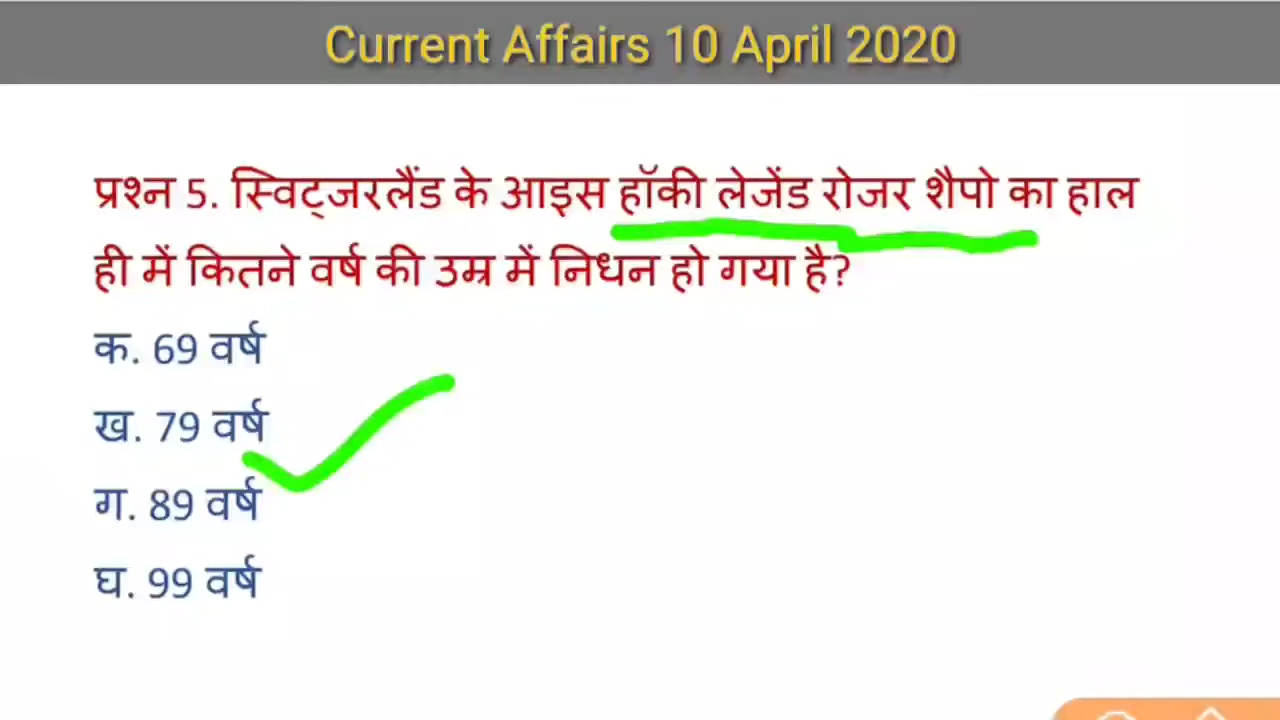 Current Affairs 10 April 2020
प्रश्न 5. स्विट्जरलैंड के आइस हॉकी लेजेंड रोजर शैपो का हाल
ही में कितने वर्ष की उम्र में निधन हो गया है?
क. 69 वर्ष
ख. 79 वर्ष
ग. 89 वर्ष
घ. 99 वर्ष